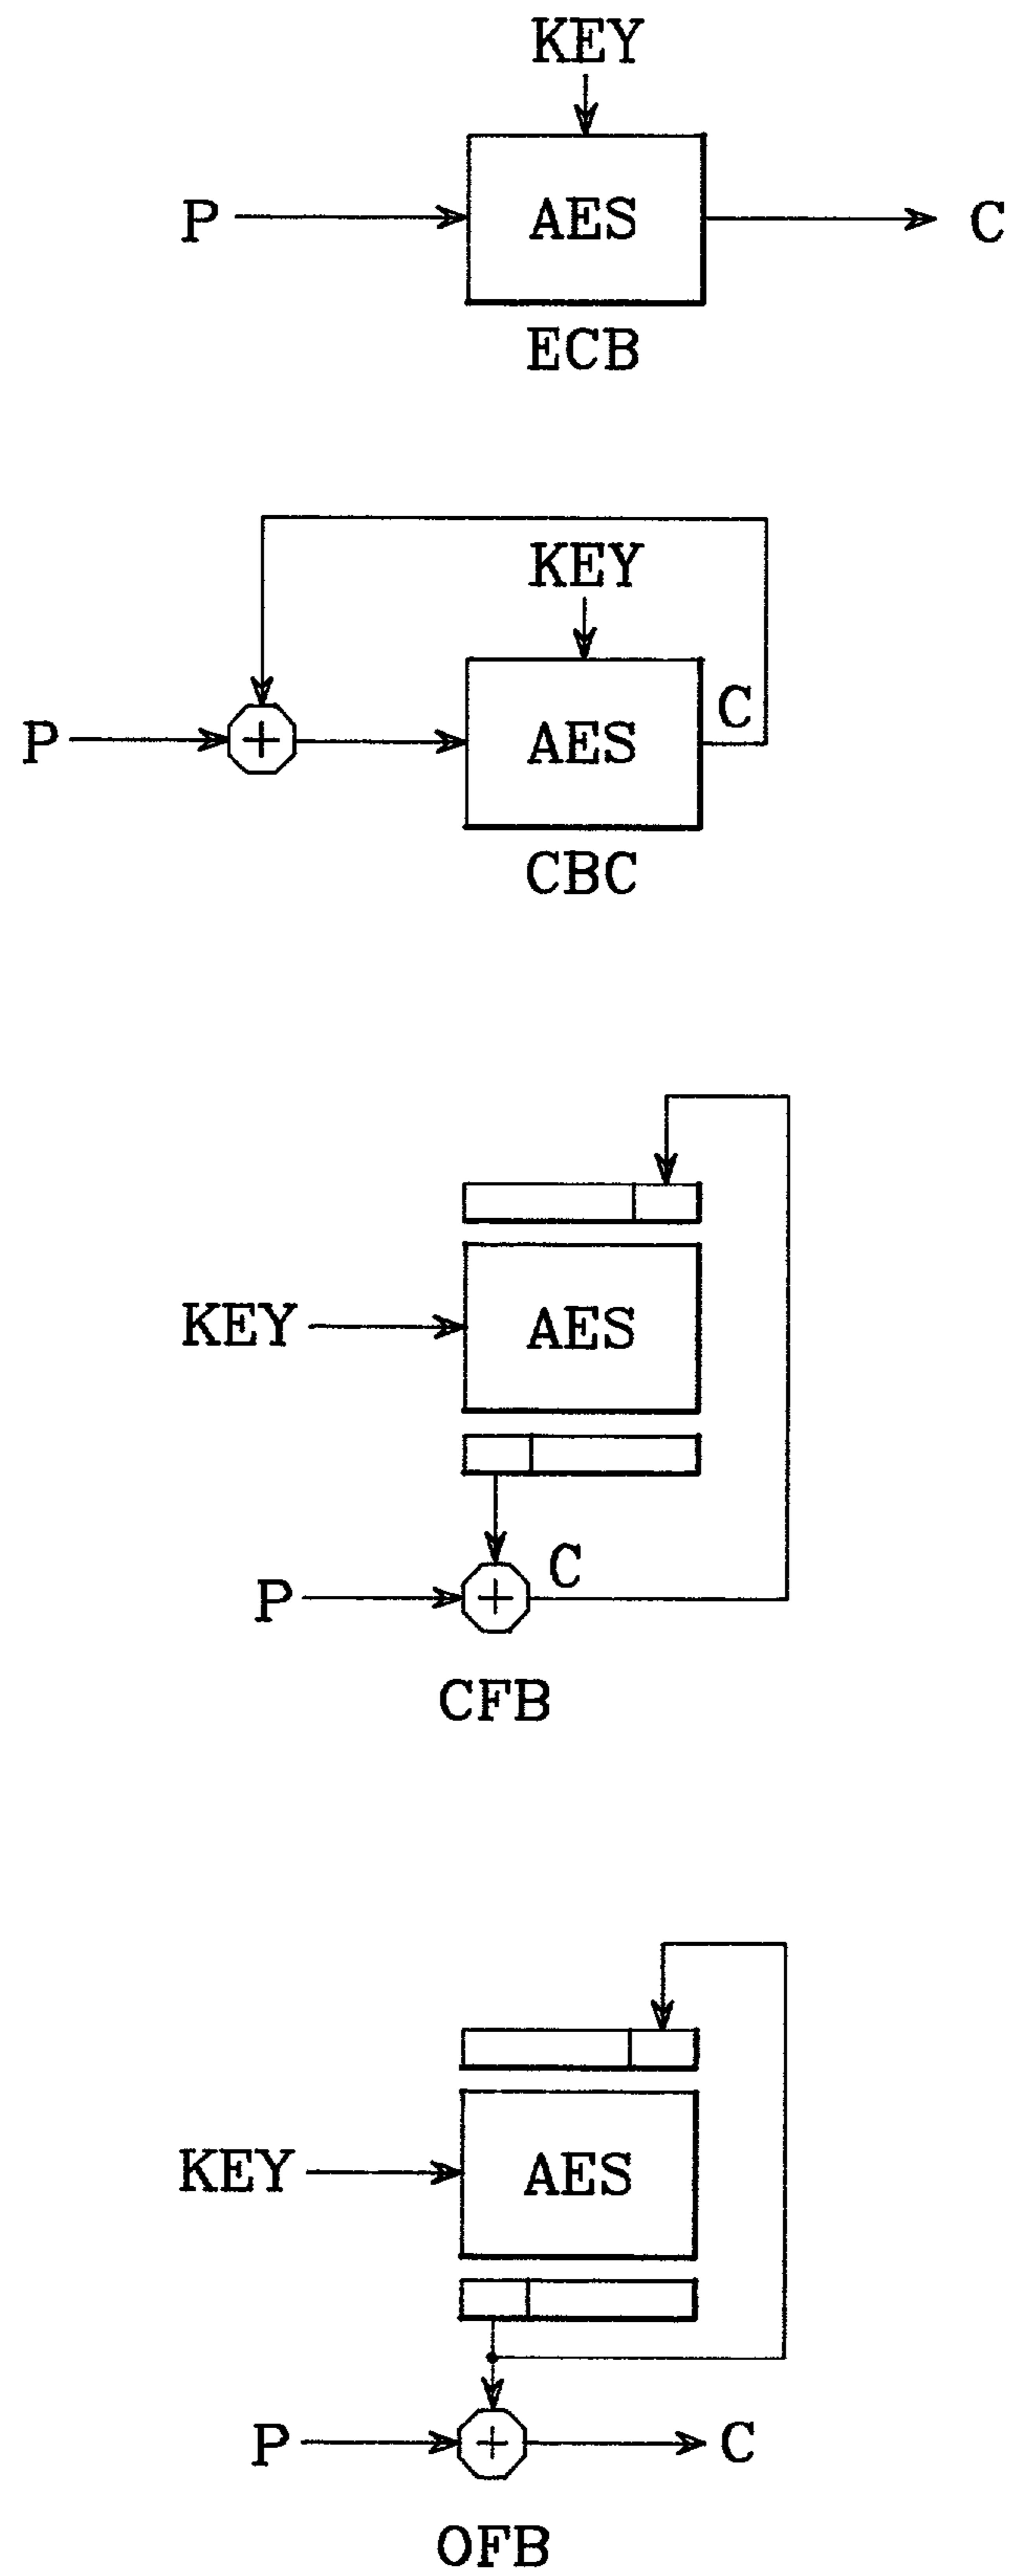 KEY
P AES C
ECB
KEY
C
P + AES
CBC
KEY AES
C
P +
CFB
KEY AES
P + C
OFB